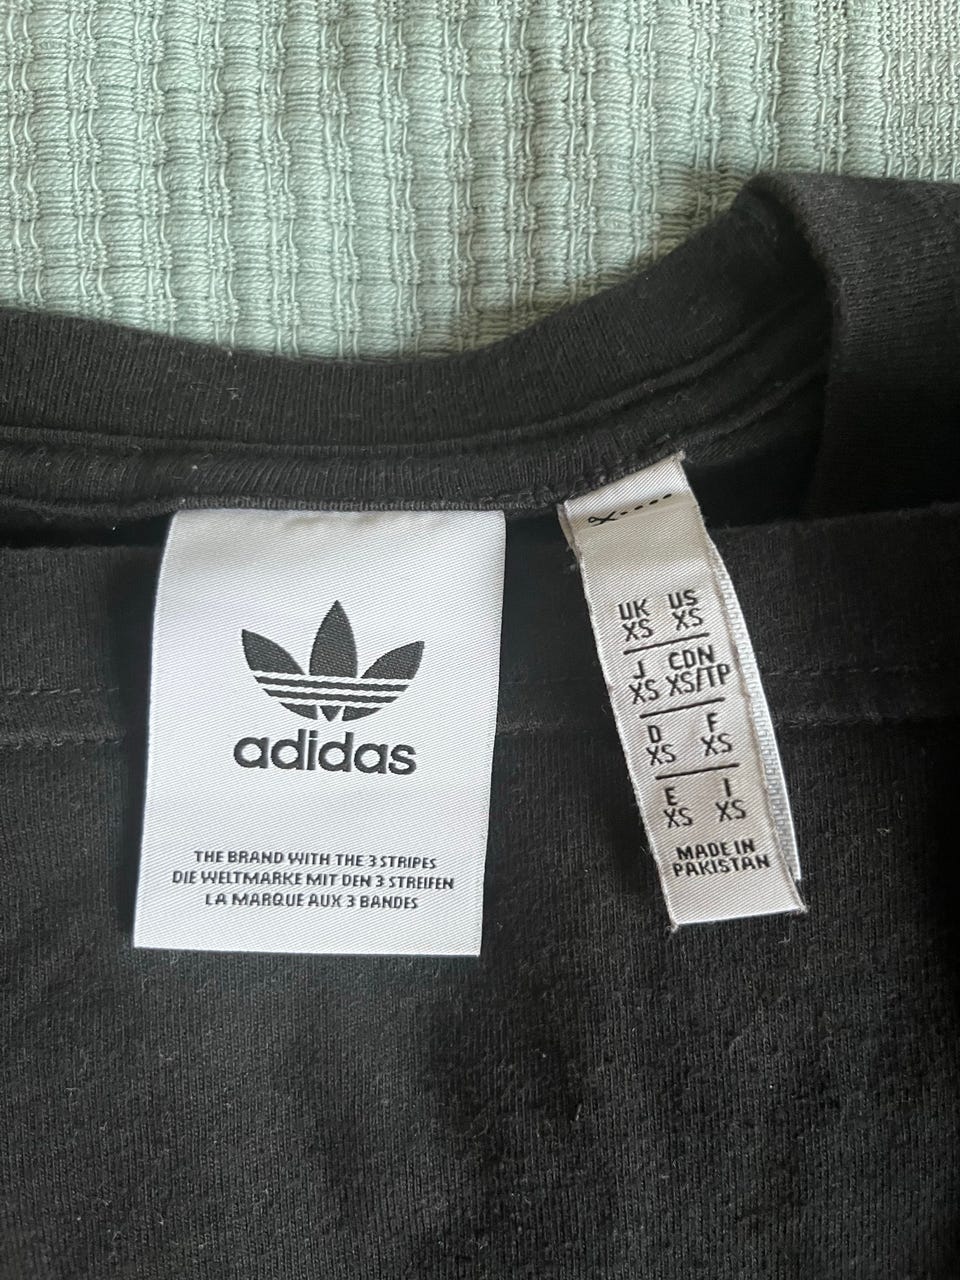 adidas
THE BRAND WITH THE 3 STRIPES
DIE WELTMARKE MIT DEN 3 STREIFEN
LA MARQUE AUX 3 BANDES
UK US
XS XS
J CDN
XS XS/TP
D F
XS XS
E I
XS XS
MADE IN
PAKISTAN